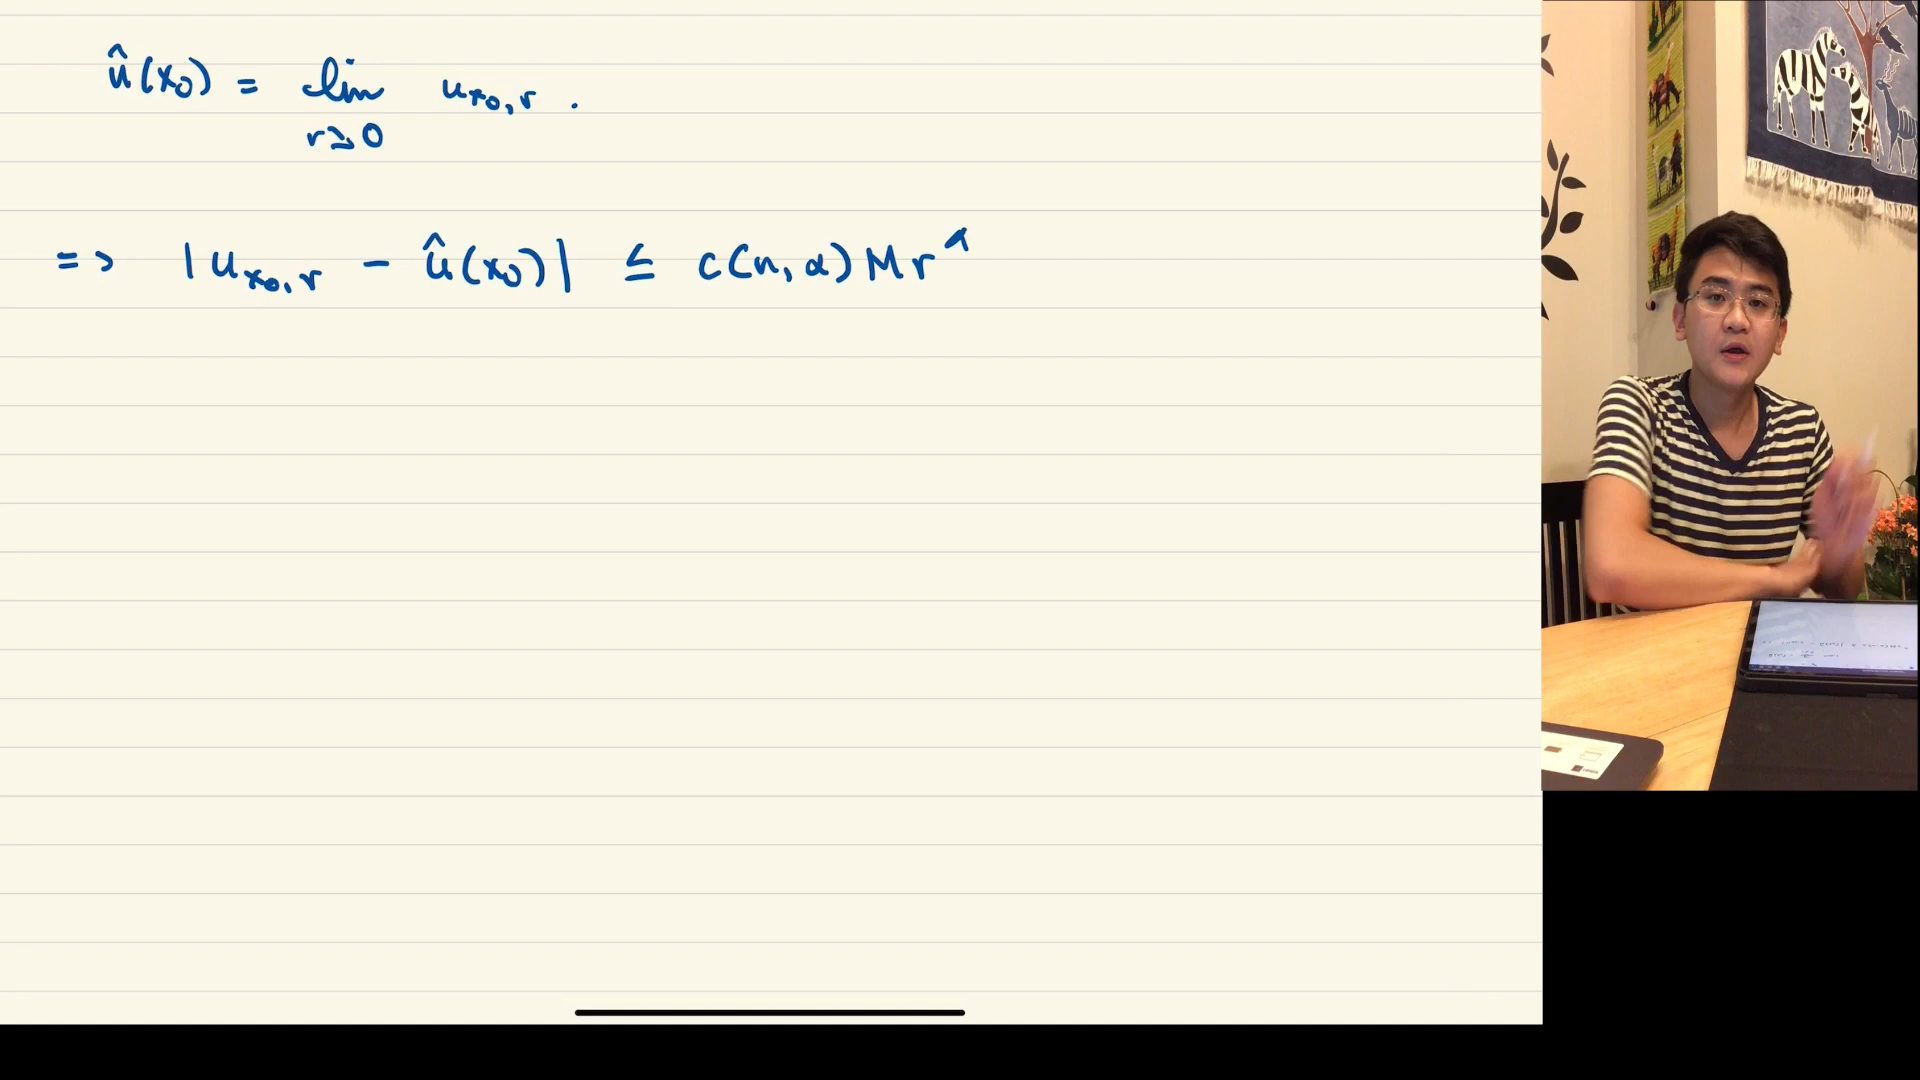 û(x₀) = lim u_{x₀,r} .
r↘0
=> |u_{x₀,r} - û(x₀)| ≤ c(n,α) M r^α